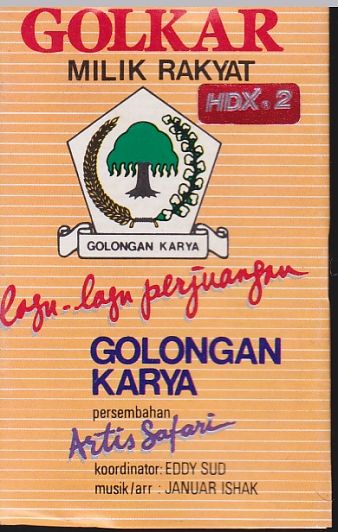 GOLKAR
MILIK RAKYAT
HDX.2
GOLONGAN KARYA
lagu-lagu perjuangan
GOLONGAN
KARYA
persembahan
Artis Safari
koordinator: EDDY SUD
musik/arr : JANUAR ISHAK